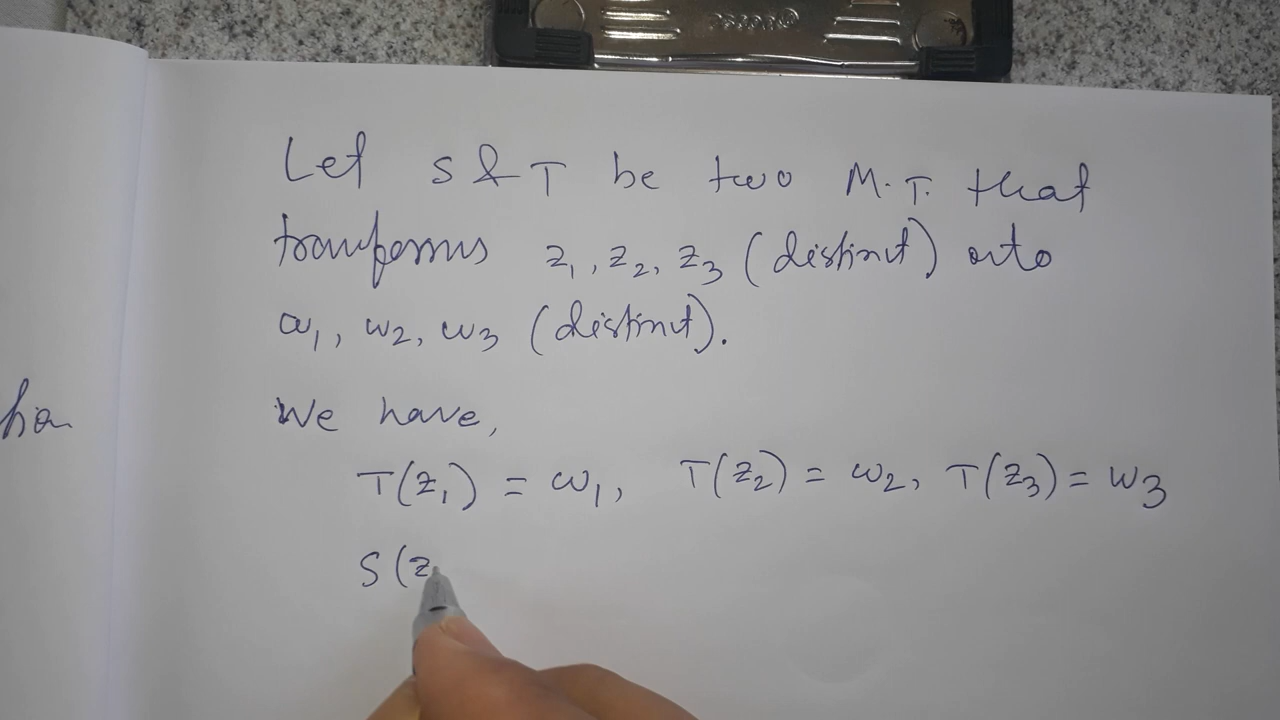 Let S & T be two M.T. that
transforms z₁, z₂, z₃ (distinct) onto
w₁, w₂, w₃ (distinct).
We have,
T(z₁) = w₁, T(z₂) = w₂, T(z₃) = w₃
S(z